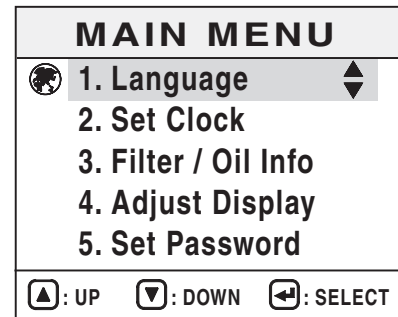 MAIN MENU
1. Language
2. Set Clock
3. Filter / Oil Info
4. Adjust Display
5. Set Password
: UP : DOWN : SELECT